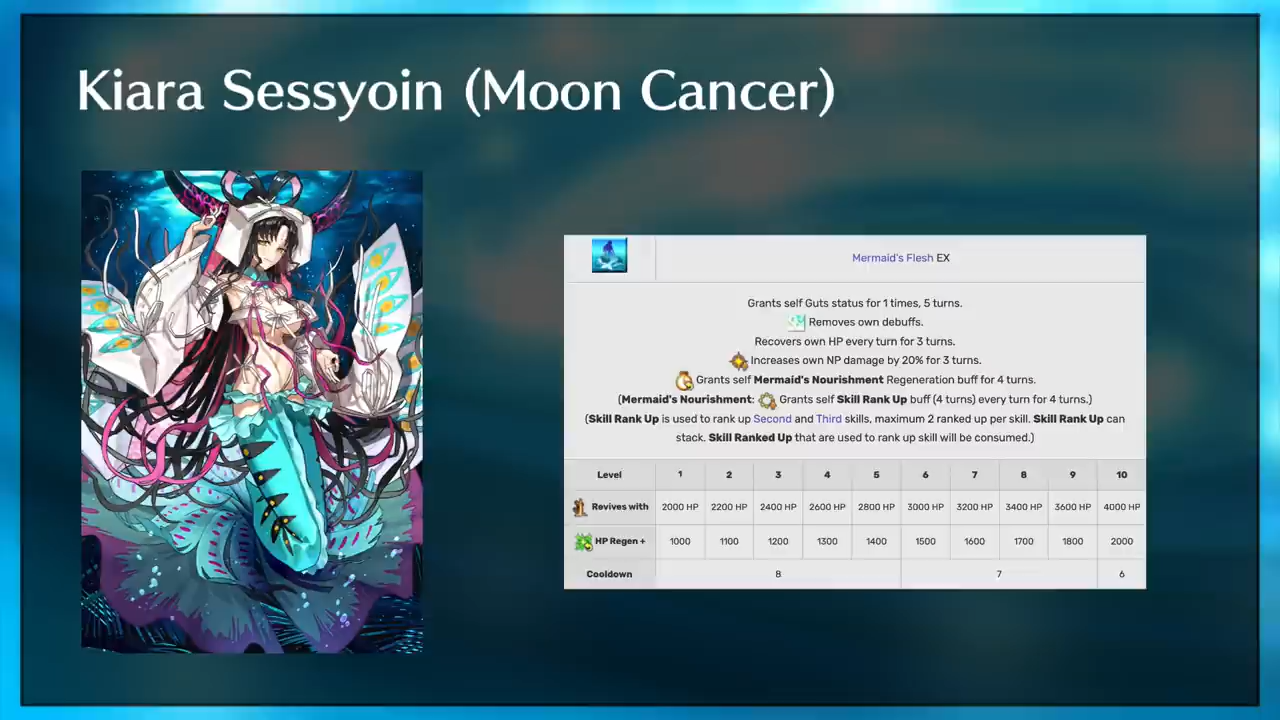 Kiara Sessyoin (Moon Cancer)
Mermaid's Flesh EX
Grants self Guts status for 1 times, 5 turns.
Removes own debuffs.
Recovers own HP every turn for 3 turns.
Increases own NP damage by 20% for 3 turns.
Grants self Mermaid's Nourishment Regeneration buff for 4 turns.
(Mermaid's Nourishment: Grants self Skill Rank Up buff (4 turns) every turn for 4 turns.)
(Skill Rank Up is used to rank up Second and Third skills, maximum 2 ranked up per skill. Skill Rank Up can
stack. Skill Ranked Up that are used to rank up skill will be consumed.)
Level 1 2 3 4 5 6 7 8 9 10
Revives with 2000 HP 2200 HP 2400 HP 2600 HP 2800 HP 3000 HP 3200 HP 3400 HP 3600 HP 4000 HP
HP Regen + 1000 1100 1200 1300 1400 1500 1600 1700 1800 2000
Cooldown 8 7 6